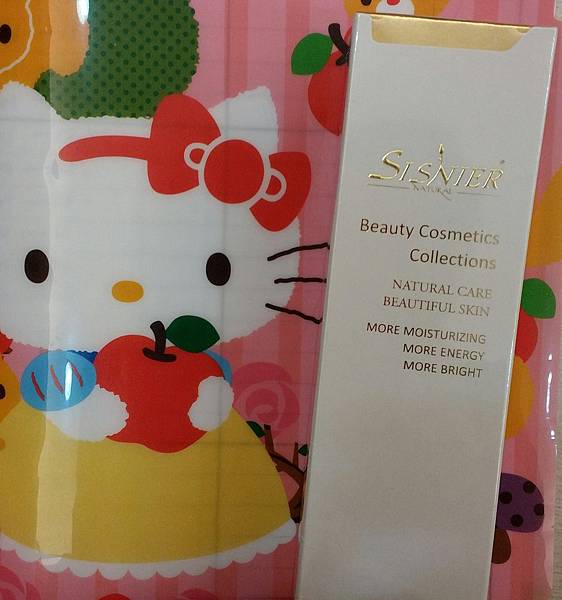 SISNIER®
NATURAL
Beauty Cosmetics
Collections
NATURAL CARE
BEAUTIFUL SKIN
MORE MOISTURIZING
MORE ENERGY
MORE BRIGHT